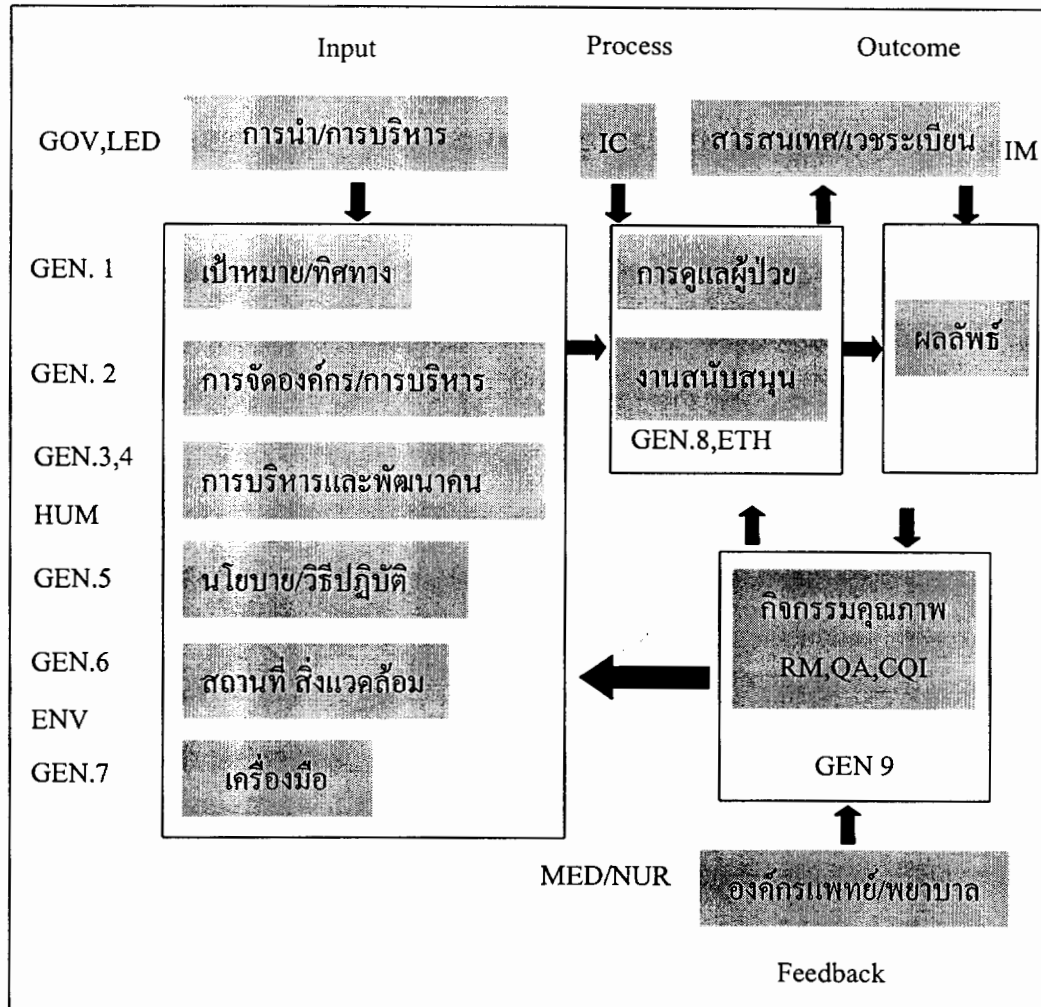 Input Process Outcome
GOV,LED การนำ/การบริหาร IC สารสนเทศ/เวชระเบียน IM
GEN. 1 เป้าหมาย/ทิศทาง การดูแลผู้ป่วย
ผลลัพธ์
GEN. 2 การจัดองค์กร/การบริหาร งานสนับสนุน
GEN.8,ETH
GEN.3,4 การบริหารและพัฒนาคน
HUM
GEN.5 นโยบาย/วิธีปฏิบัติ
กิจกรรมคุณภาพ
RM,QA,CQI
GEN.6 สถานที่ สิ่งแวดล้อม
ENV
GEN.7 เครื่องมือ
GEN 9
MED/NUR องค์กรแพทย์/พยาบาล
Feedback